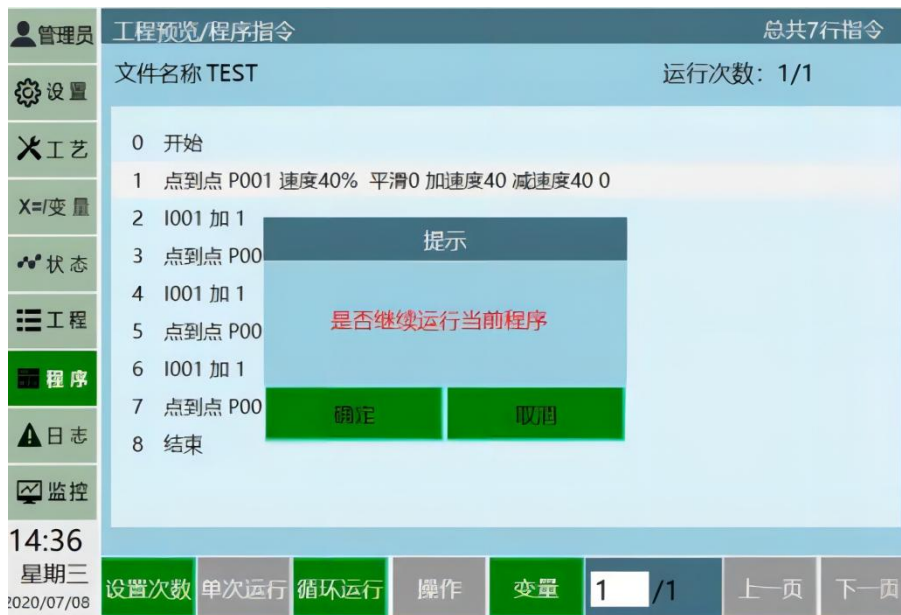 管理员
工程预览/程序指令 总共7行指令
设置
文件名称 TEST 运行次数：1/1
工艺
X=/变量
状态
工程
程序
日志
监控
0 开始
1 点到点 P001 速度40% 平滑0 加速度40 减速度40 0
2 I001 加 1
3 点到点 P00
4 I001 加 1
5 点到点 P00
6 I001 加 1
7 点到点 P00
8 结束
提示
是否继续运行当前程序
确定 取消
14:36
星期三
2020/07/08
设置次数 单次运行 循环运行 操作 变量 1 /1 上一页 下一页